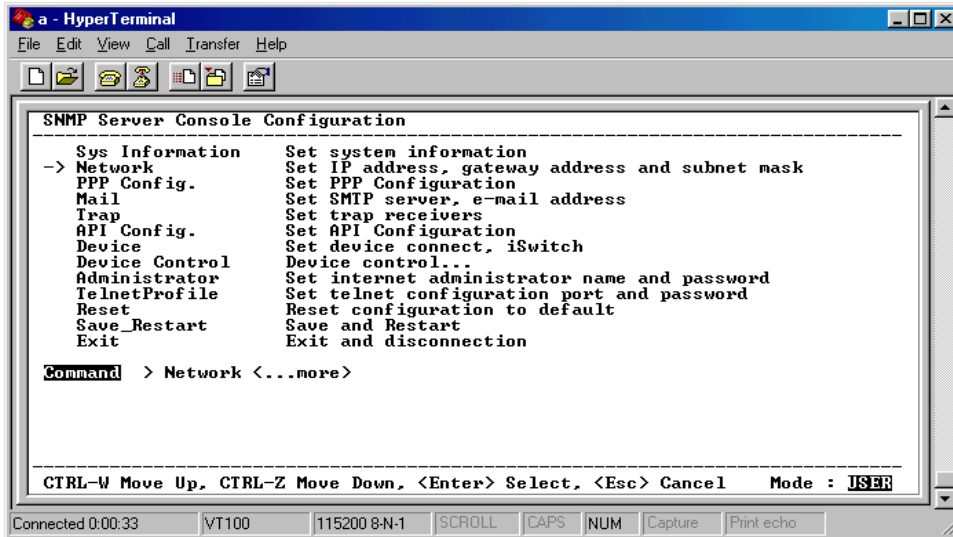 a - HyperTerminal
File Edit View Call Transfer Help
SNMP Server Console Configuration
Sys Information Set system information
-> Network Set IP address, gateway address and subnet mask
PPP Config. Set PPP Configuration
Mail Set SMTP server, e-mail address
Trap Set trap receivers
API Config. Set API Configuration
Device Set device connect, iSwitch
Device Control Device control...
Administrator Set internet administrator name and password
TelnetProfile Set telnet configuration port and password
Reset Reset configuration to default
Save_Restart Save and Restart
Exit Exit and disconnection
Command > Network <...more>
CTRL-W Move Up, CTRL-Z Move Down, <Enter> Select, <Esc> Cancel Mode : USER
Connected 0:00:33 VT100 115200 8-N-1 SCROLL CAPS NUM Capture Print echo